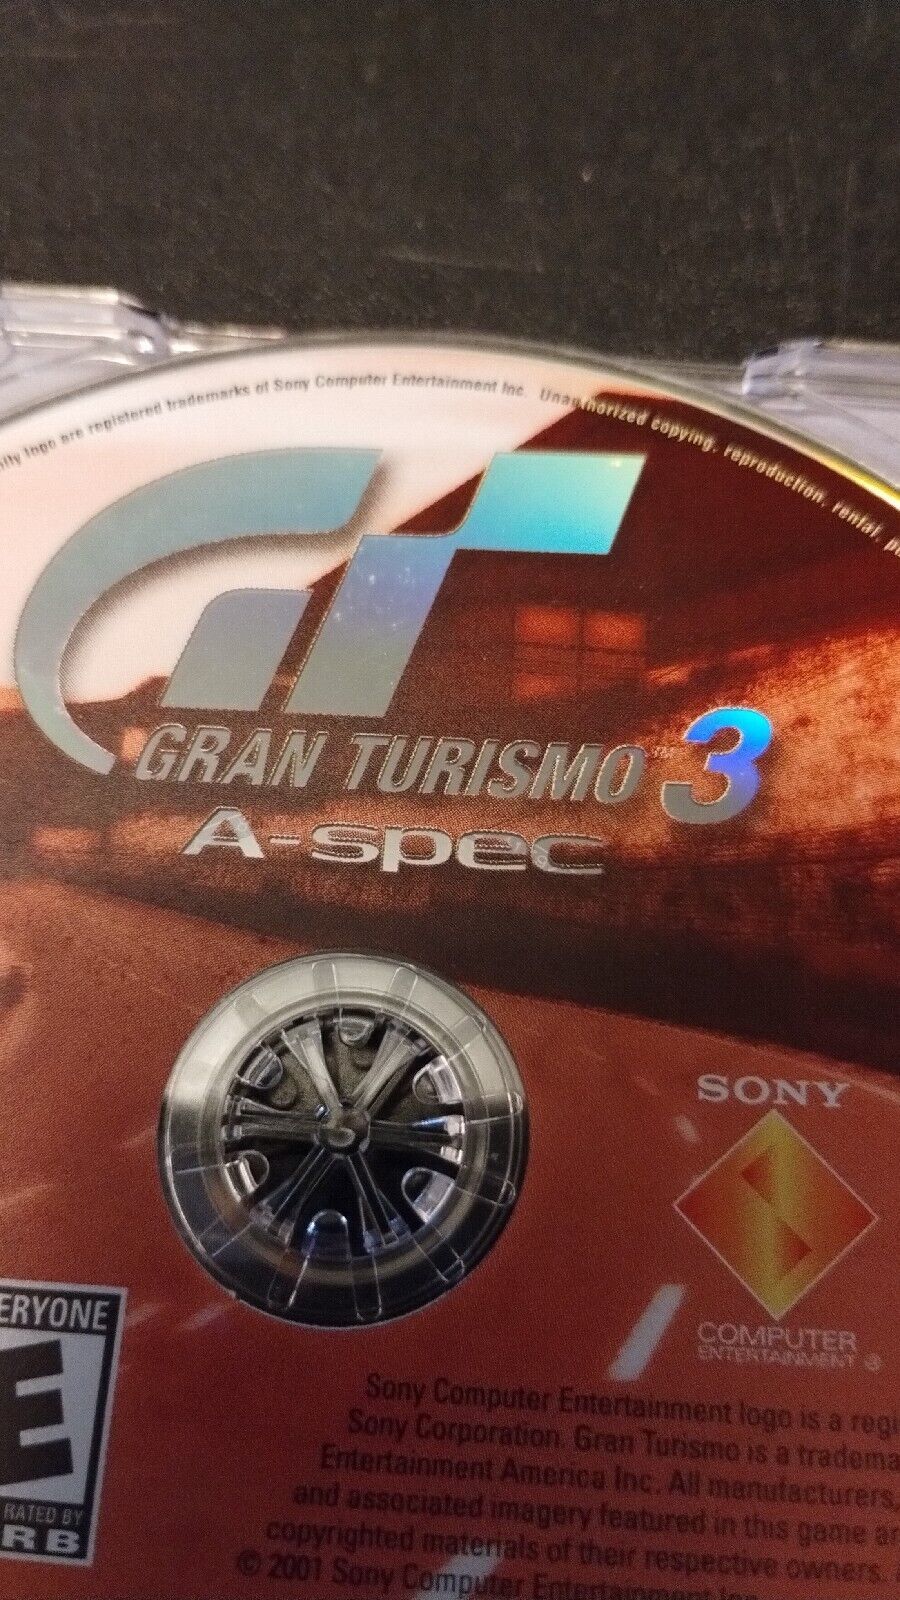 logo are registered trademarks of Sony Computer Entertainment Inc. Unauthorized copying, reproduction, rental,
GRAN TURISMO™ 3
A-spec
SONY
COMPUTER
ENTERTAINMENT ®
ERYONE
E
RATED BY
RB
Sony Computer Entertainment logo is a regi
Sony Corporation. Gran Turismo is a tradema
Entertainment America Inc. All manufacturers,
and associated imagery featured in this game ar
copyrighted materials of their respective owners.
© 2001 Sony Computer Entertainment Inc